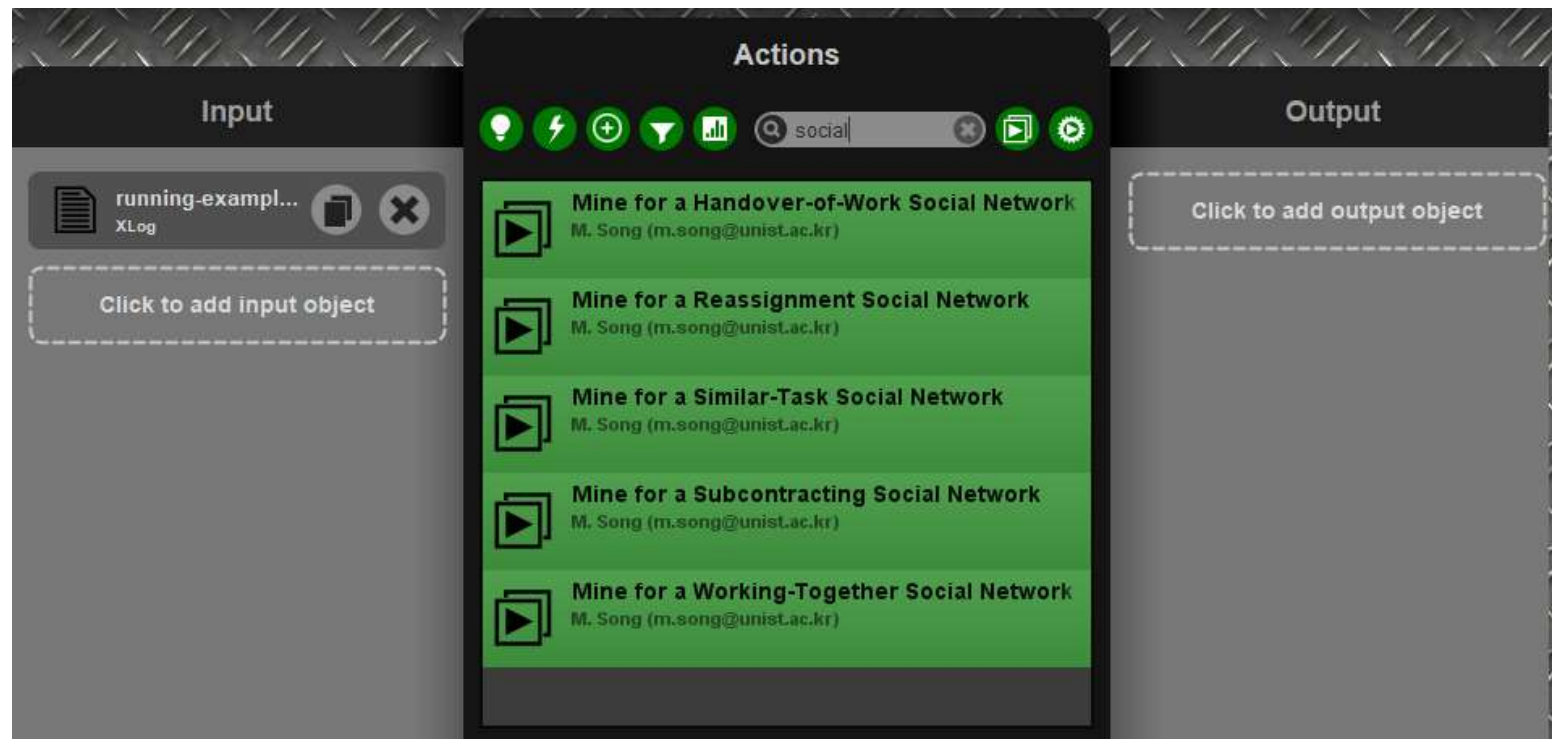 Actions
Input
social
Output
running-exampl...
XLog
Click to add input object
Mine for a Handover-of-Work Social Network
M. Song (m.song@unist.ac.kr)
Mine for a Reassignment Social Network
M. Song (m.song@unist.ac.kr)
Mine for a Similar-Task Social Network
M. Song (m.song@unist.ac.kr)
Mine for a Subcontracting Social Network
M. Song (m.song@unist.ac.kr)
Mine for a Working-Together Social Network
M. Song (m.song@unist.ac.kr)
Click to add output object